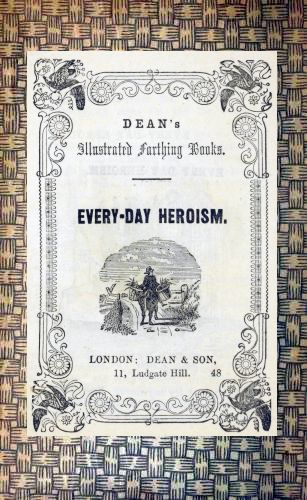 DEAN's
Illustrated Farthing Books.
EVERY-DAY HEROISM.
LONDON: DEAN & SON,
11, Ludgate Hill. 48